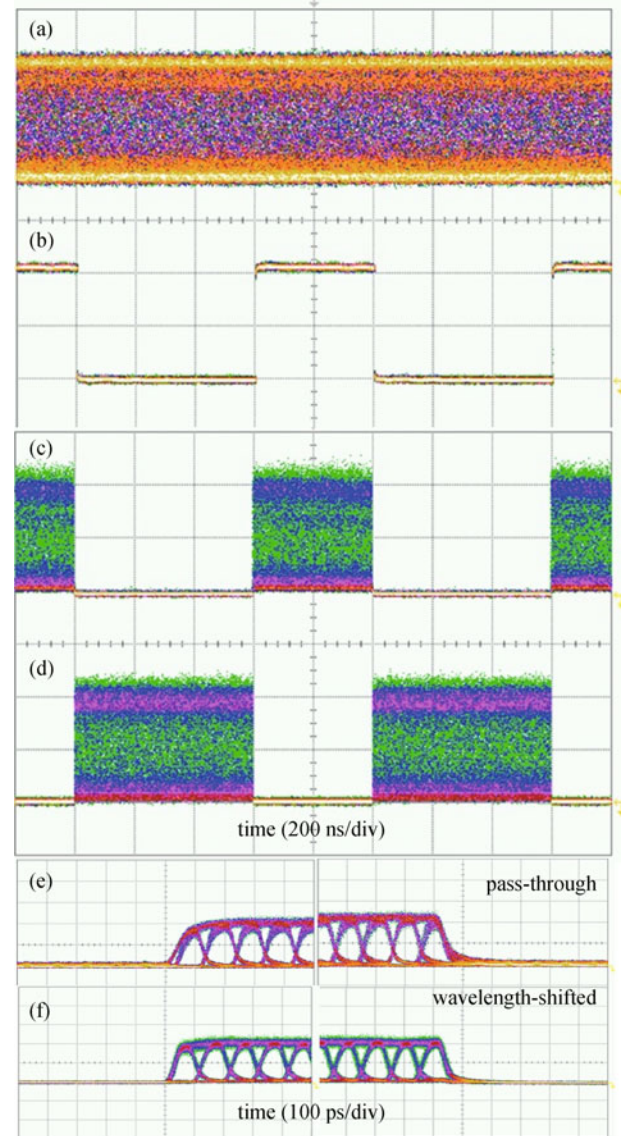 (a)
(b)
(c)
(d)
time (200 ns/div)
(e)
pass-through
wavelength-shifted
(f)
time (100 ps/div)